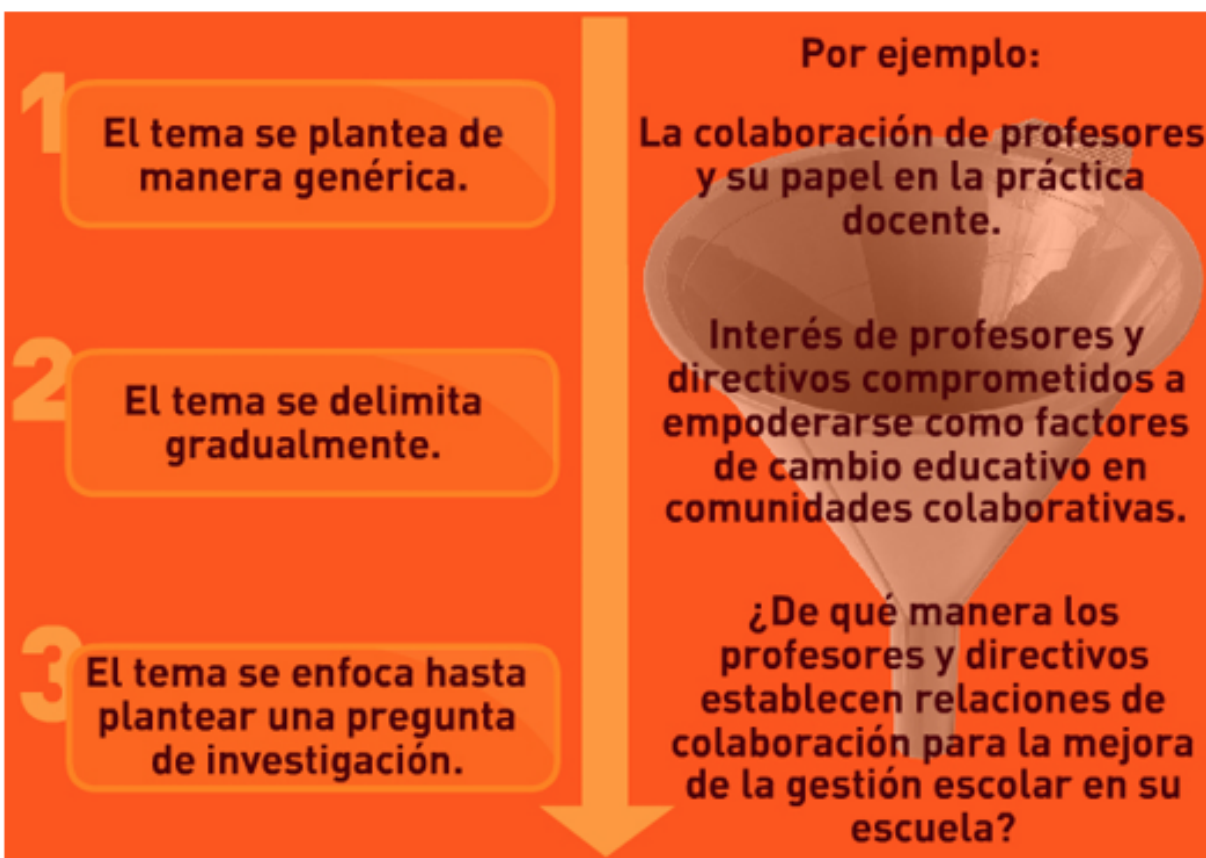 1
El tema se plantea de
manera genérica.
2
El tema se delimita
gradualmente.
3
El tema se enfoca hasta
plantear una pregunta
de investigación.
Por ejemplo:
La colaboración de profesores
y su papel en la práctica
docente.
Interés de profesores y
directivos comprometidos a
empoderarse como factores
de cambio educativo en
comunidades colaborativas.
¿De qué manera los
profesores y directivos
establecen relaciones de
colaboración para la mejora
de la gestión escolar en su
escuela?